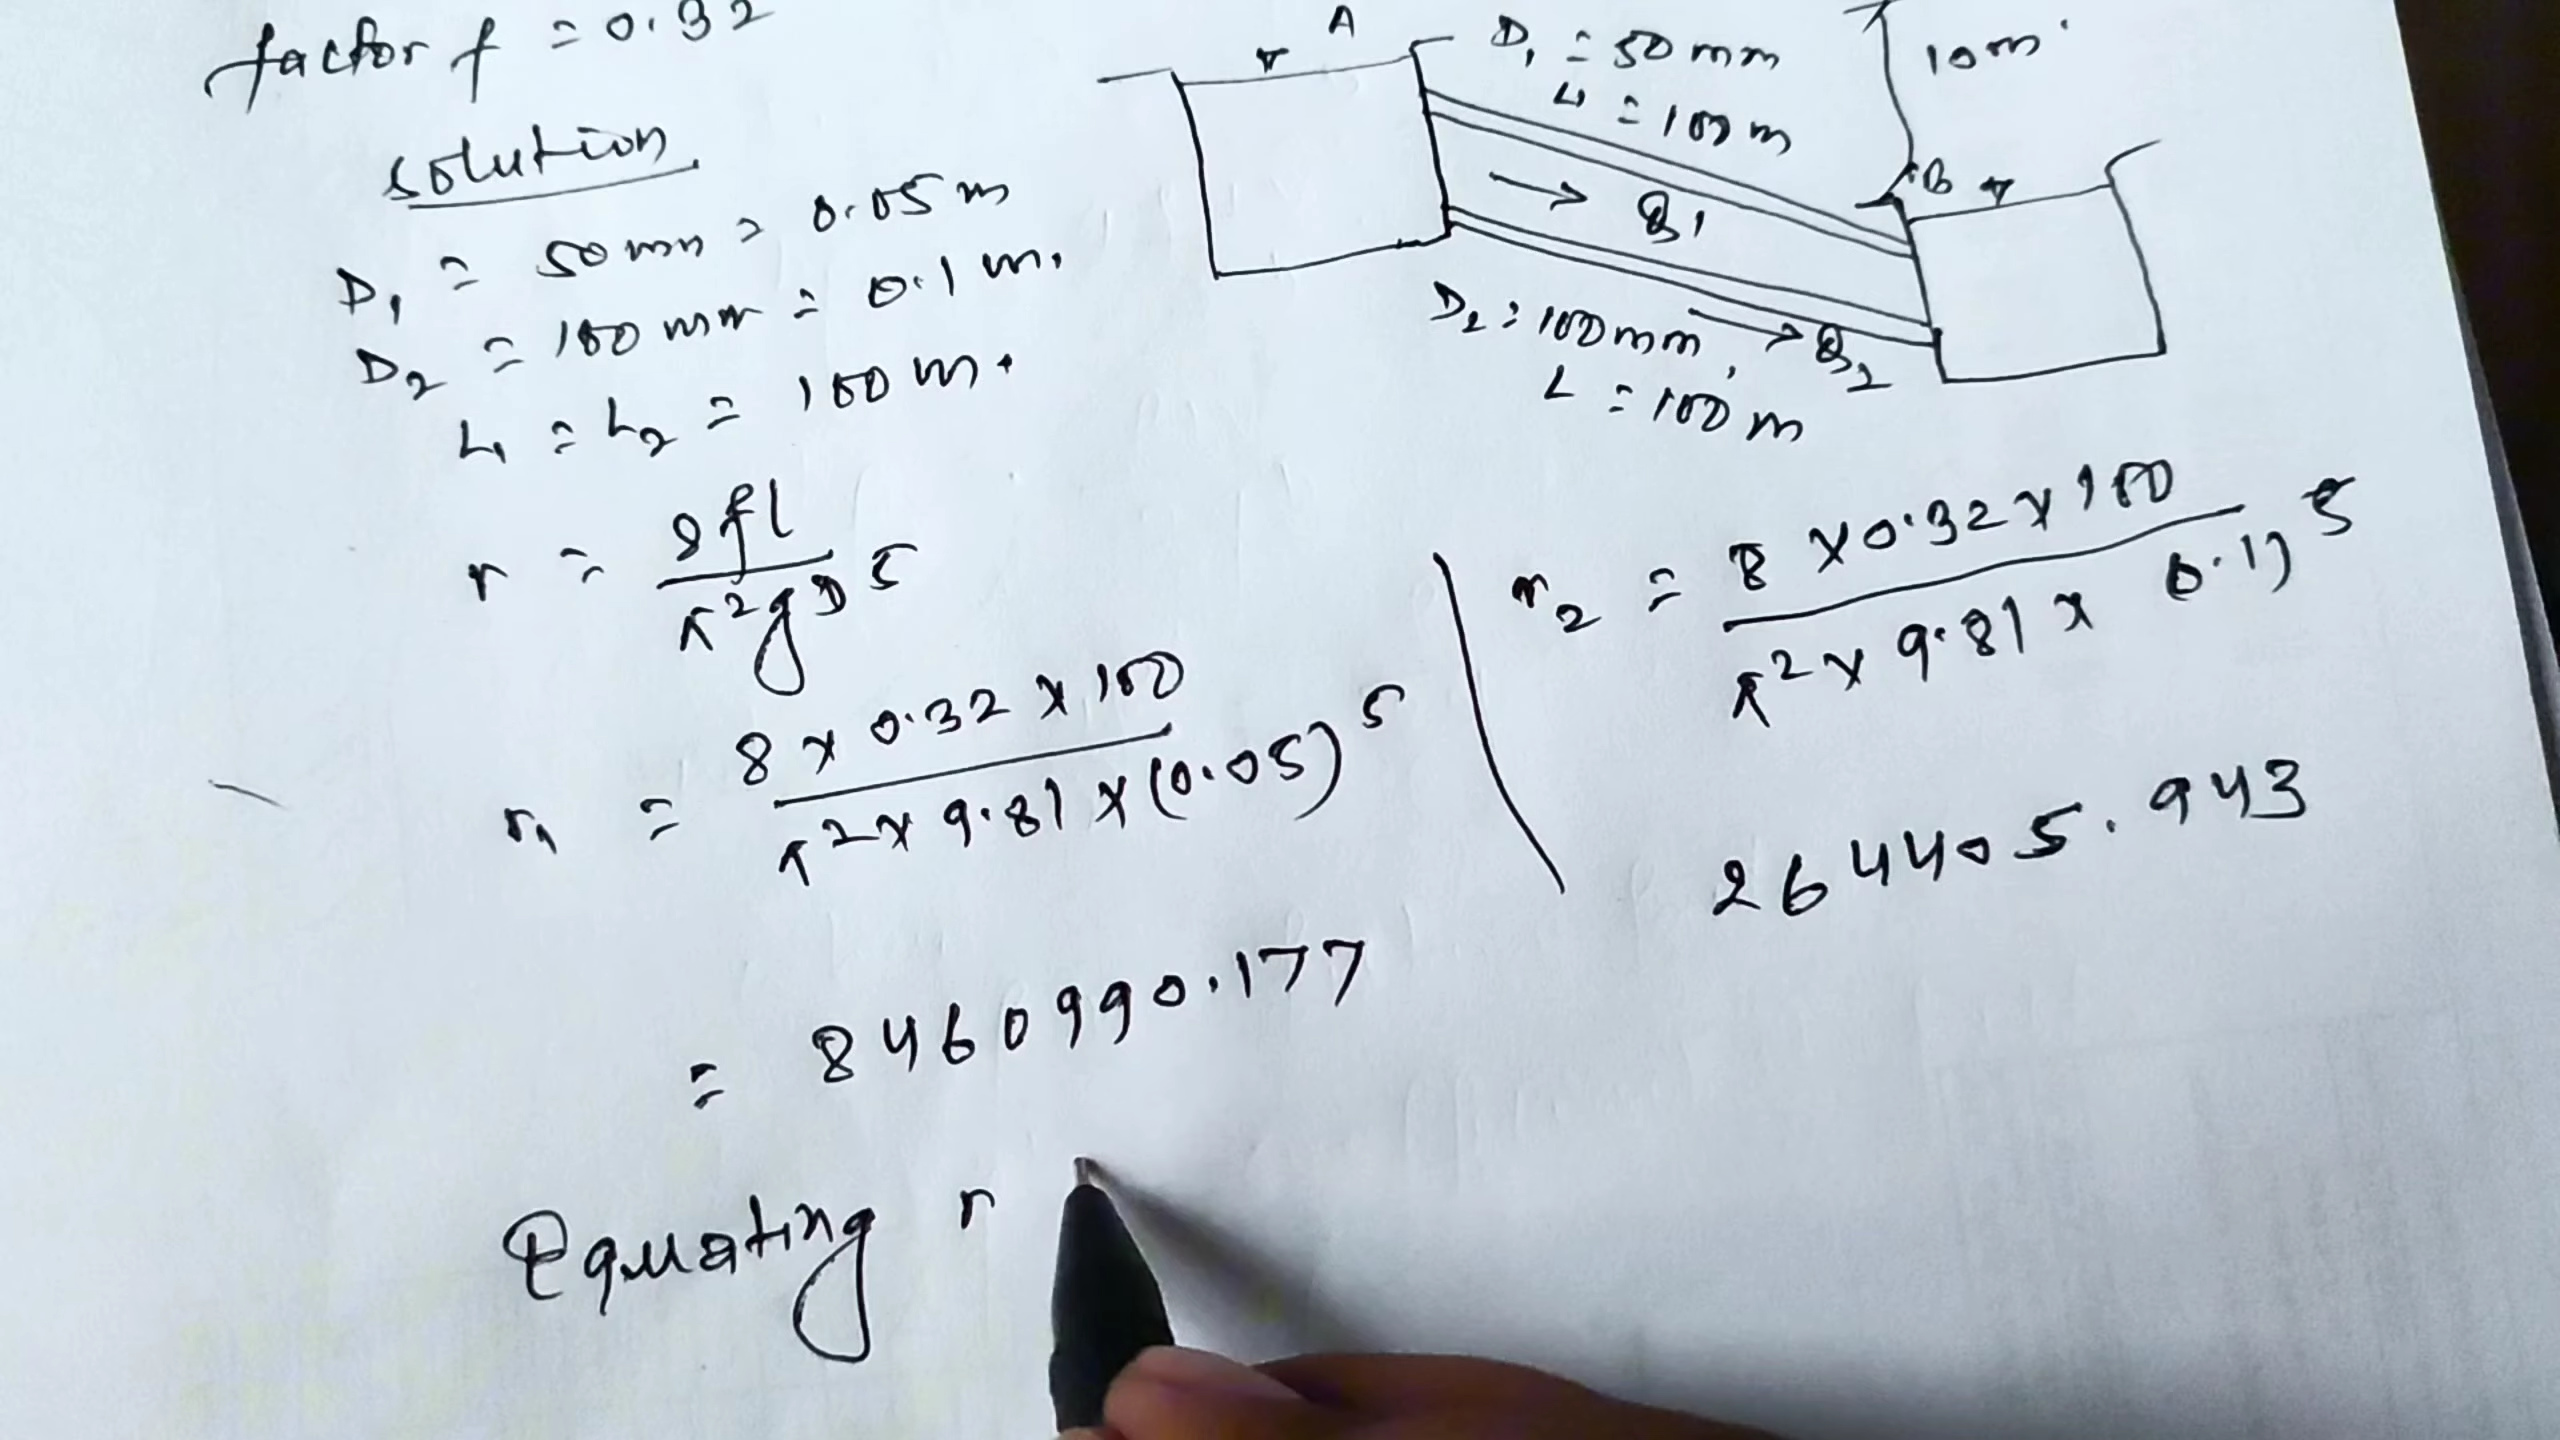 factor f = 0.32
solution
D₁ = 50 mm = 0.05 m
D₂ = 100 mm = 0.1 m.
L₁ = L₂ = 100 m.
r = 8fl / π²gD⁵
r₁ = 8 × 0.32 × 100 / π² × 9.81 × (0.05)⁵
= 8460990.177
Equating r
A
D₁ = 50 mm
L₁ = 100 m
10 m.
B
Q₁
D₂ = 100 mm,
Q₂
L = 100 m
r₂ = 8 × 0.32 × 100 / π² × 9.81 × 0.1)⁵
264405.943